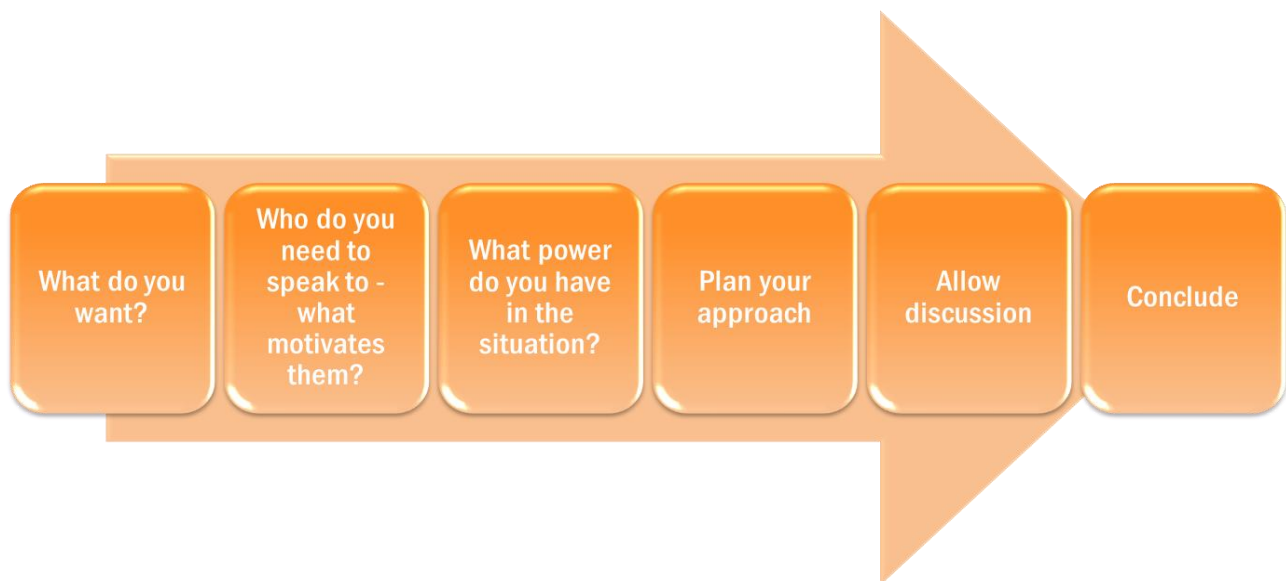 What do you
want?
Who do you
need to
speak to -
what
motivates
them?
What power
do you have
in the
situation?
Plan your
approach
Allow
discussion
Conclude